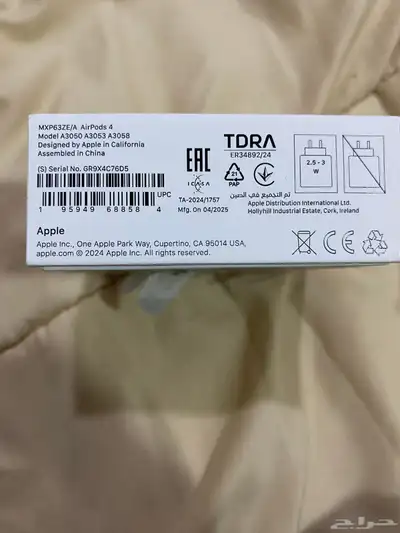 MXP63ZE/A AirPods 4
Model A3050 A3053 A3058
Designed by Apple in California
Assembled in China
(S) Serial No. GR9X4C76D5
UPC
1 95949 68858 4
Apple
Apple Inc., One Apple Park Way, Cupertino, CA 95014 USA,
apple.com © 2024 Apple Inc. All rights reserved.
EAC
ICASA
TA-2024/1757
Mfg. On 04/2025
TDRA
ER34892/24
21
PAP
تم التجميع في الصين
2.5 - 3
W
Apple Distribution International Ltd.
Hollyhill Industrial Estate, Cork, Ireland
CE
حراج